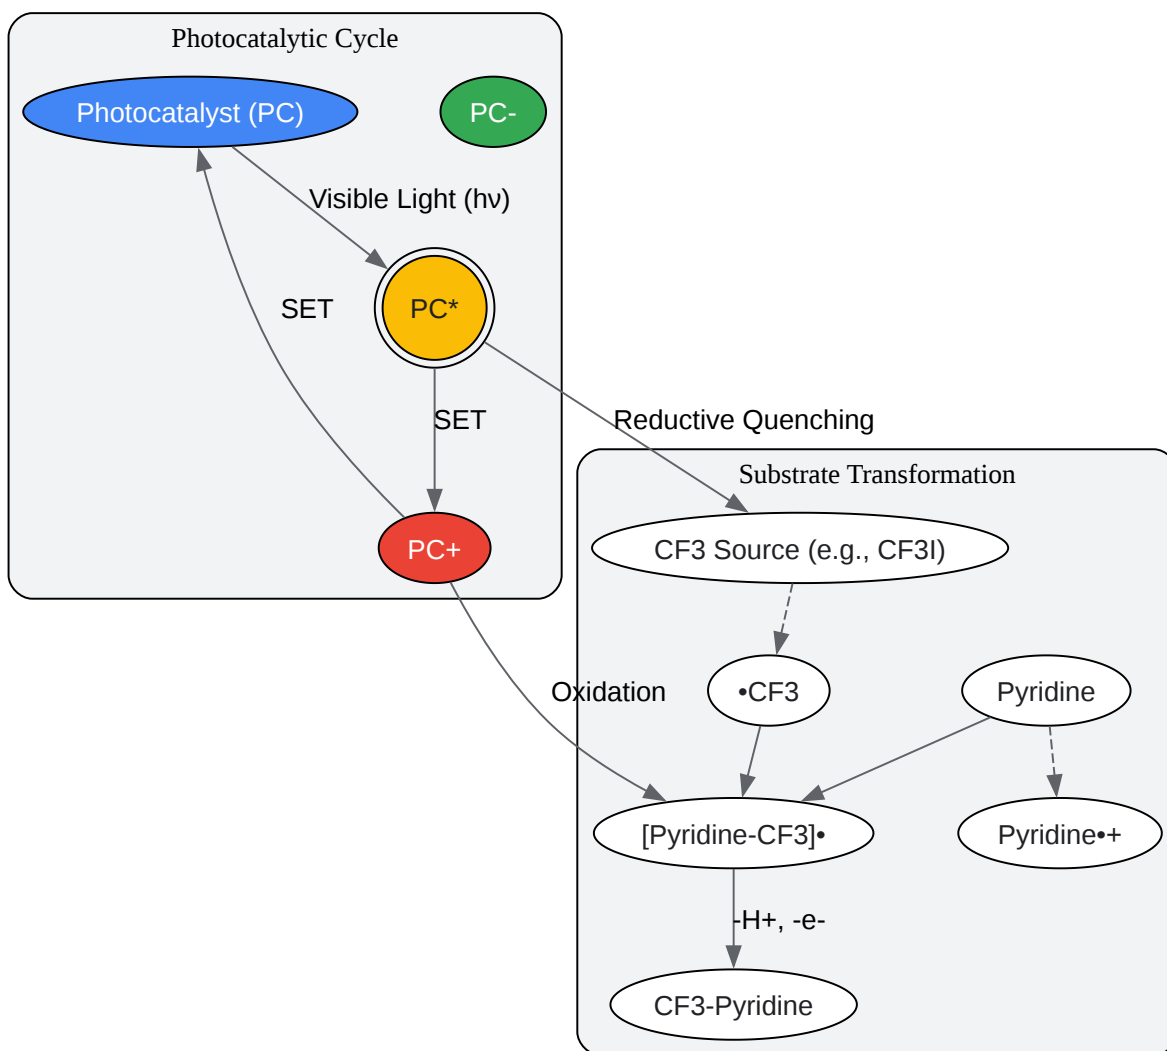 Photocatalytic Cycle
Photocatalyst (PC)
PC-
Visible Light (hν)
PC*
SET
SET
Reductive Quenching
PC+
Substrate Transformation
CF3 Source (e.g., CF3I)
Oxidation
•CF3
Pyridine
[Pyridine-CF3]•
Pyridine•+
-H+, -e-
CF3-Pyridine